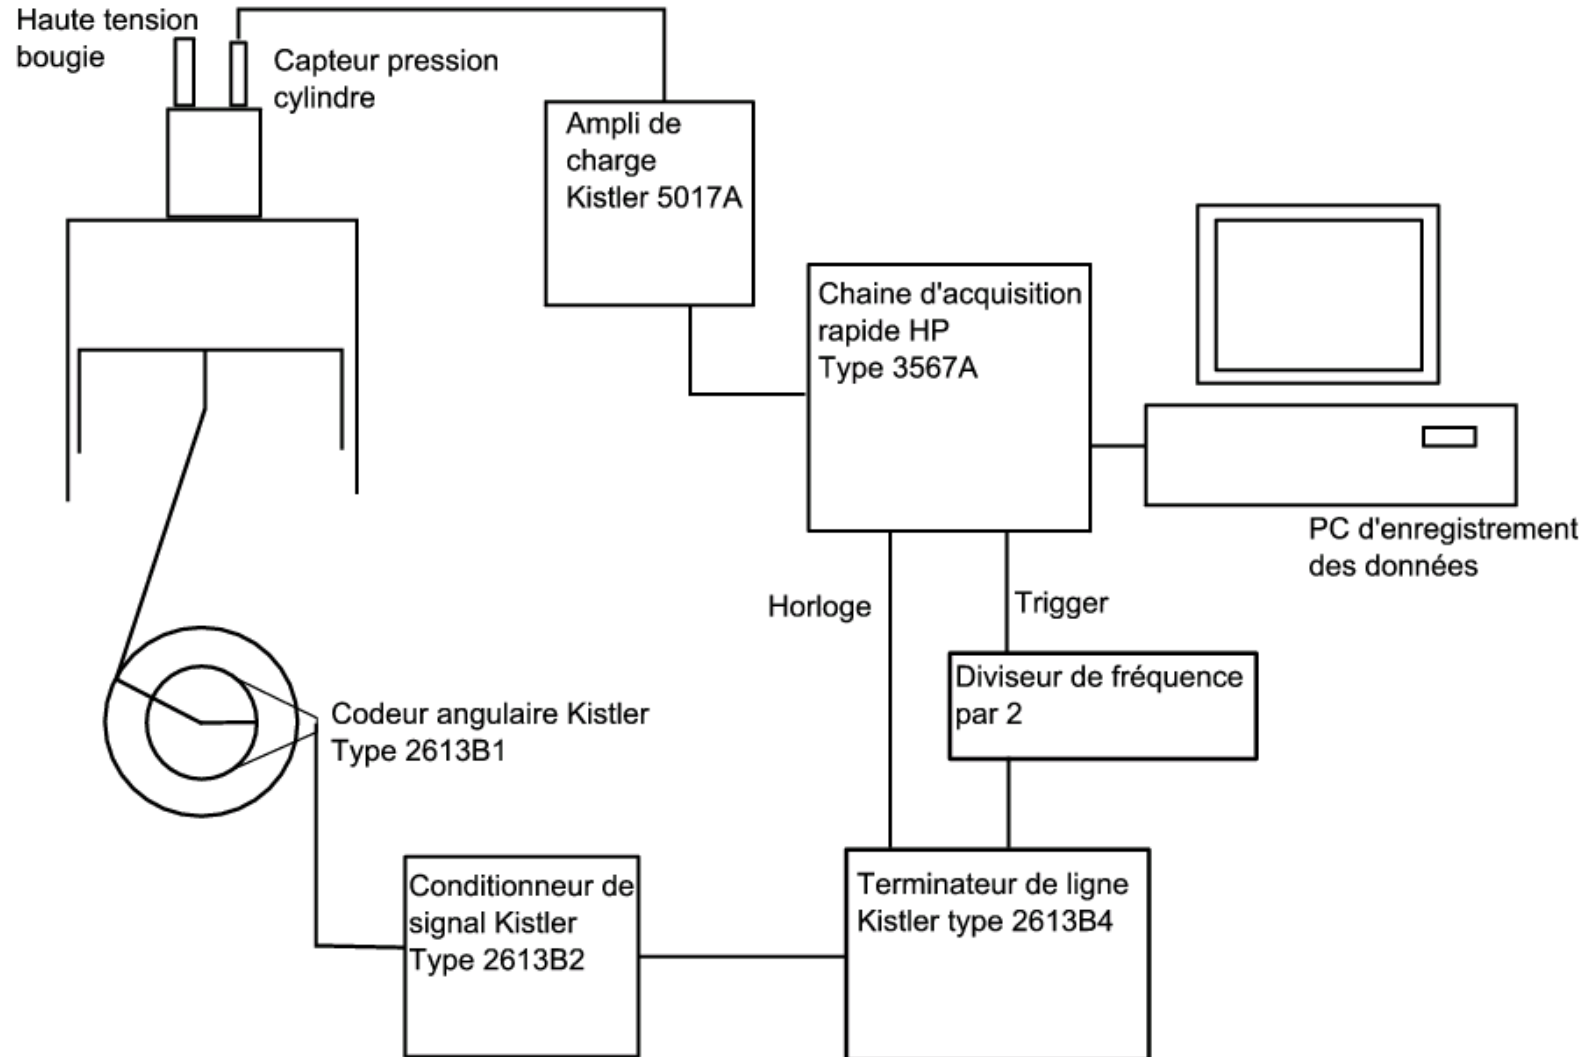 Haute tension
bougie
Capteur pression
cylindre
Ampli de
charge
Kistler 5017A
Chaine d'acquisition
rapide HP
Type 3567A
PC d'enregistrement
des données
Horloge
Trigger
Diviseur de fréquence
par 2
Codeur angulaire Kistler
Type 2613B1
Conditionneur de
signal Kistler
Type 2613B2
Terminateur de ligne
Kistler type 2613B4